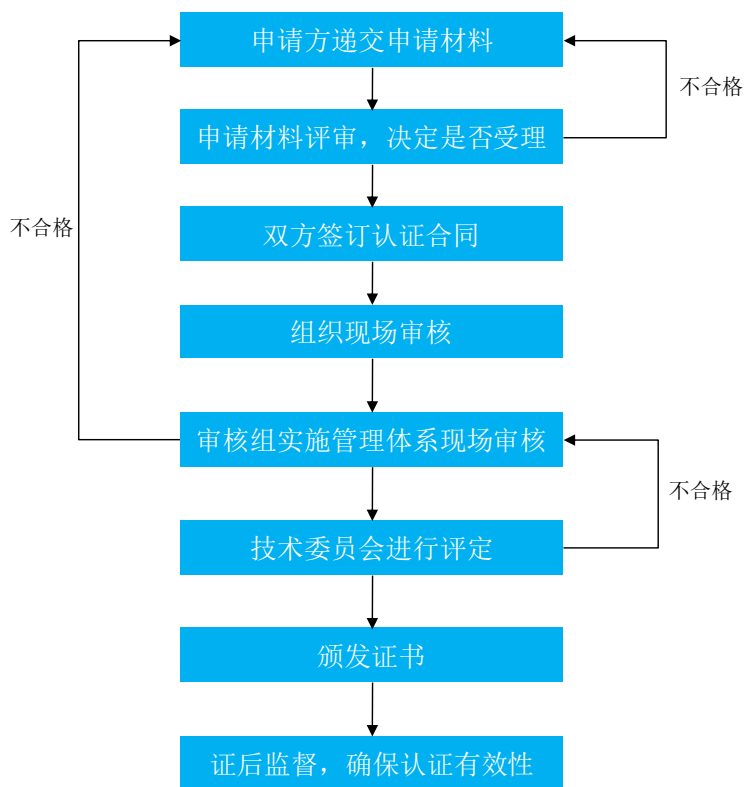 申请方递交申请材料
不合格
申请材料评审，决定是否受理
双方签订认证合同
不合格
组织现场审核
审核组实施管理体系现场审核
不合格
技术委员会进行评定
颁发证书
证后监督，确保认证有效性